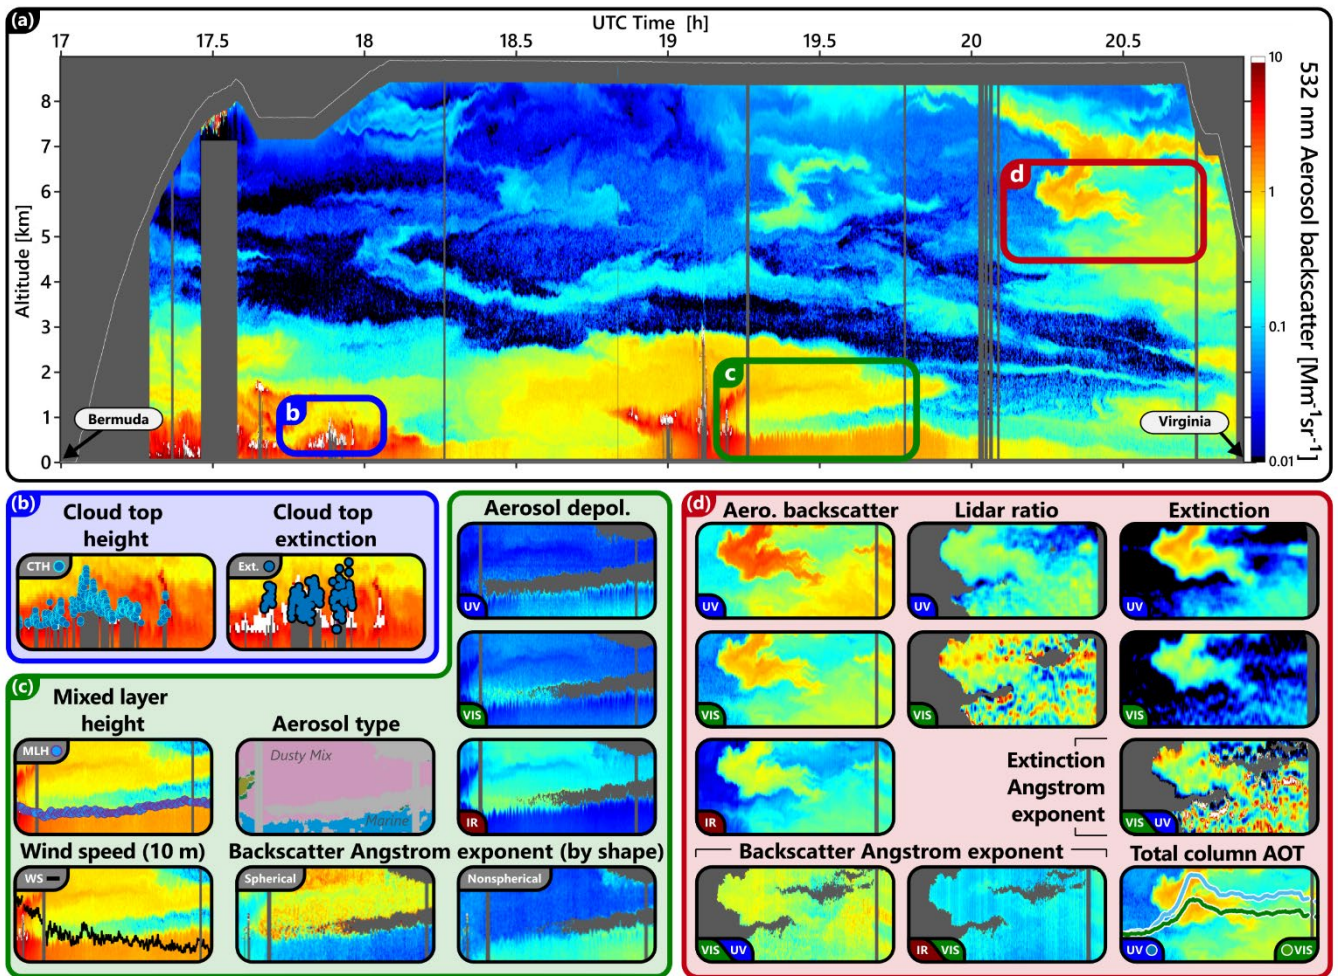 (a)
UTC Time [h]
17 17.5 18 18.5 19 19.5 20 20.5
Altitude [km]
8
7
6
5
4
3
2
1
0
10
1
0.1
0.01
532 nm Aerosol backscatter [Mm⁻¹sr⁻¹]
d
c
b
Bermuda
Virginia
(b)
Cloud top
height
CTH
Cloud top
extinction
Ext.
(c)
Mixed layer
height
MLH
Aerosol type
Dusty Mix
Marine
Aerosol depol.
UV
VIS
IR
Wind speed (10 m)
WS
Backscatter Angstrom exponent (by shape)
Spherical
Nonspherical
(d)
Aero. backscatter
Lidar ratio
Extinction
UV
UV
UV
VIS
VIS
VIS
IR
Extinction
Angstrom
exponent
VIS UV
Backscatter Angstrom exponent
VIS UV
IR VIS
Total column AOT
UV
VIS